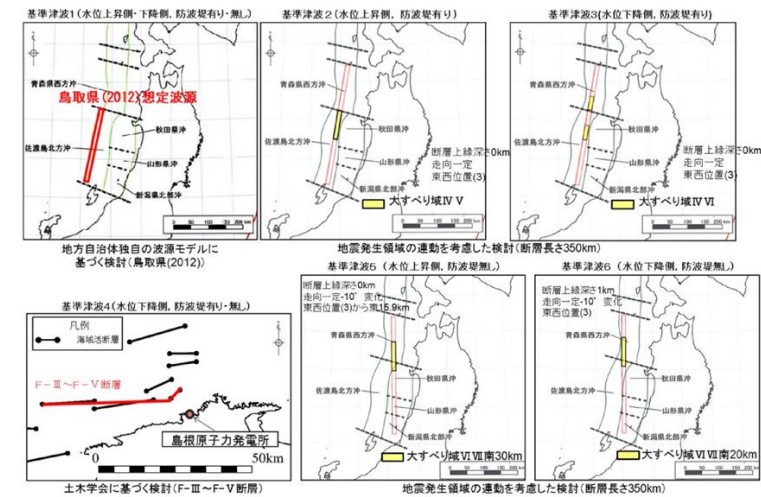 基準津波1(水位上昇側・下降側,防波堤有り・無し)
青森県西方沖
鳥取県(2012)想定波源
秋田県沖
佐渡島北方沖
山形県沖
新潟県北部沖
0 50 100 150 200 km
地方自治体独自の波源モデルに
基づく検討(鳥取県(2012))
基準津波2(水位上昇側,防波堤有り)
青森県西方沖
秋田県沖
佐渡島北方沖
山形県沖
新潟県北部沖
断層上縁深さ0km
走向一定
東西位置(3)
大すべり域Ⅳ Ⅴ
0 50 100 150 200 km
基準津波3(水位下降側,防波堤有り)
青森県西方沖
秋田県沖
佐渡島北方沖
山形県沖
新潟県北部沖
断層上縁深さ0km
走向一定
東西位置(3)
大すべり域Ⅳ Ⅵ
0 50 100 150 200 km
地震発生領域の連動を考慮した検討(断層長さ350km)
基準津波4(水位下降側,防波堤有り・無し)
凡例
海域活断層
F-Ⅲ~F-Ⅴ断層
島根原子力発電所
0 50km
土木学会に基づく検討(F-Ⅲ~F-Ⅴ断層)
基準津波5(水位上昇側,防波堤無し)
断層上縁深さ0km
走向一定-10°変化
東西位置(3)から東15.9km
青森県西方沖
秋田県沖
佐渡島北方沖
山形県沖
新潟県北部沖
大すべり域Ⅵ Ⅶ南30km
基準津波6(水位下降側,防波堤無し)
断層上縁深さ1km
走向一定-10°変化
東西位置(3)
青森県西方沖
秋田県沖
佐渡島北方沖
山形県沖
新潟県北部沖
大すべり域Ⅵ Ⅶ南20km
地震発生領域の連動を考慮した検討(断層長さ350km)